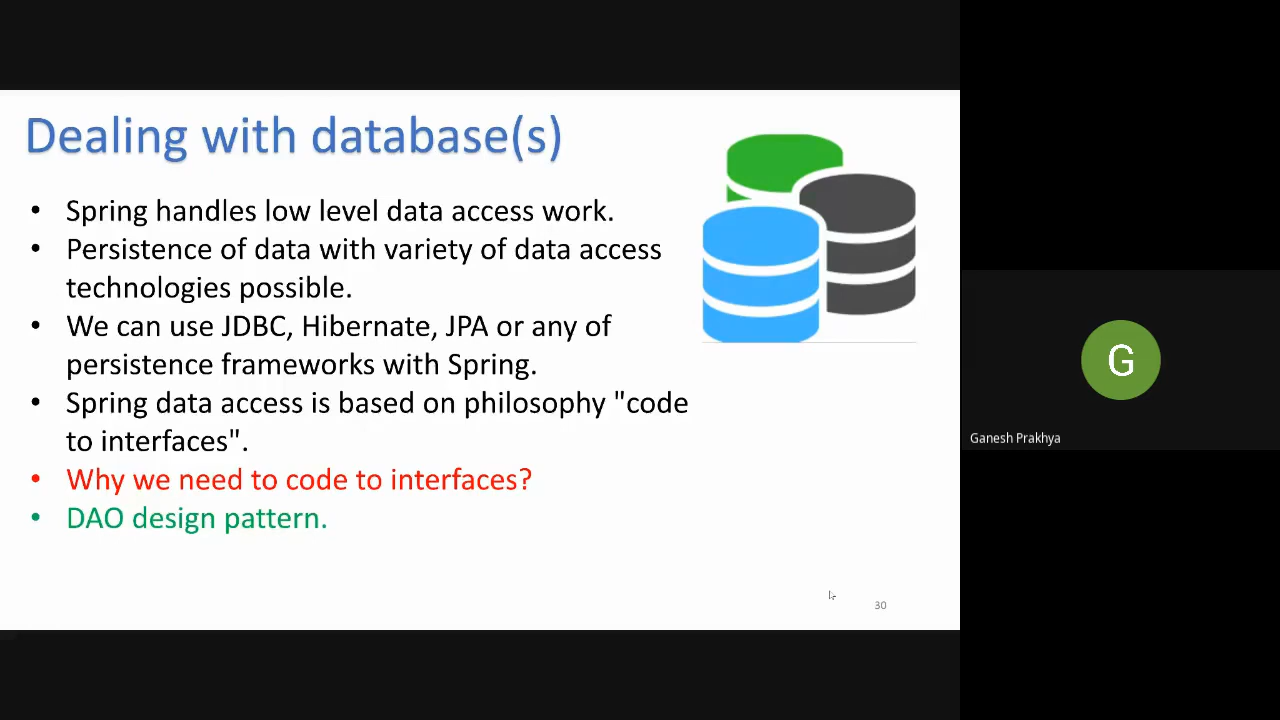 Dealing with database(s)
• Spring handles low level data access work.
• Persistence of data with variety of data access
technologies possible.
• We can use JDBC, Hibernate, JPA or any of
persistence frameworks with Spring.
• Spring data access is based on philosophy "code
to interfaces".
• Why we need to code to interfaces?
• DAO design pattern.
30
G
Ganesh Prakhya